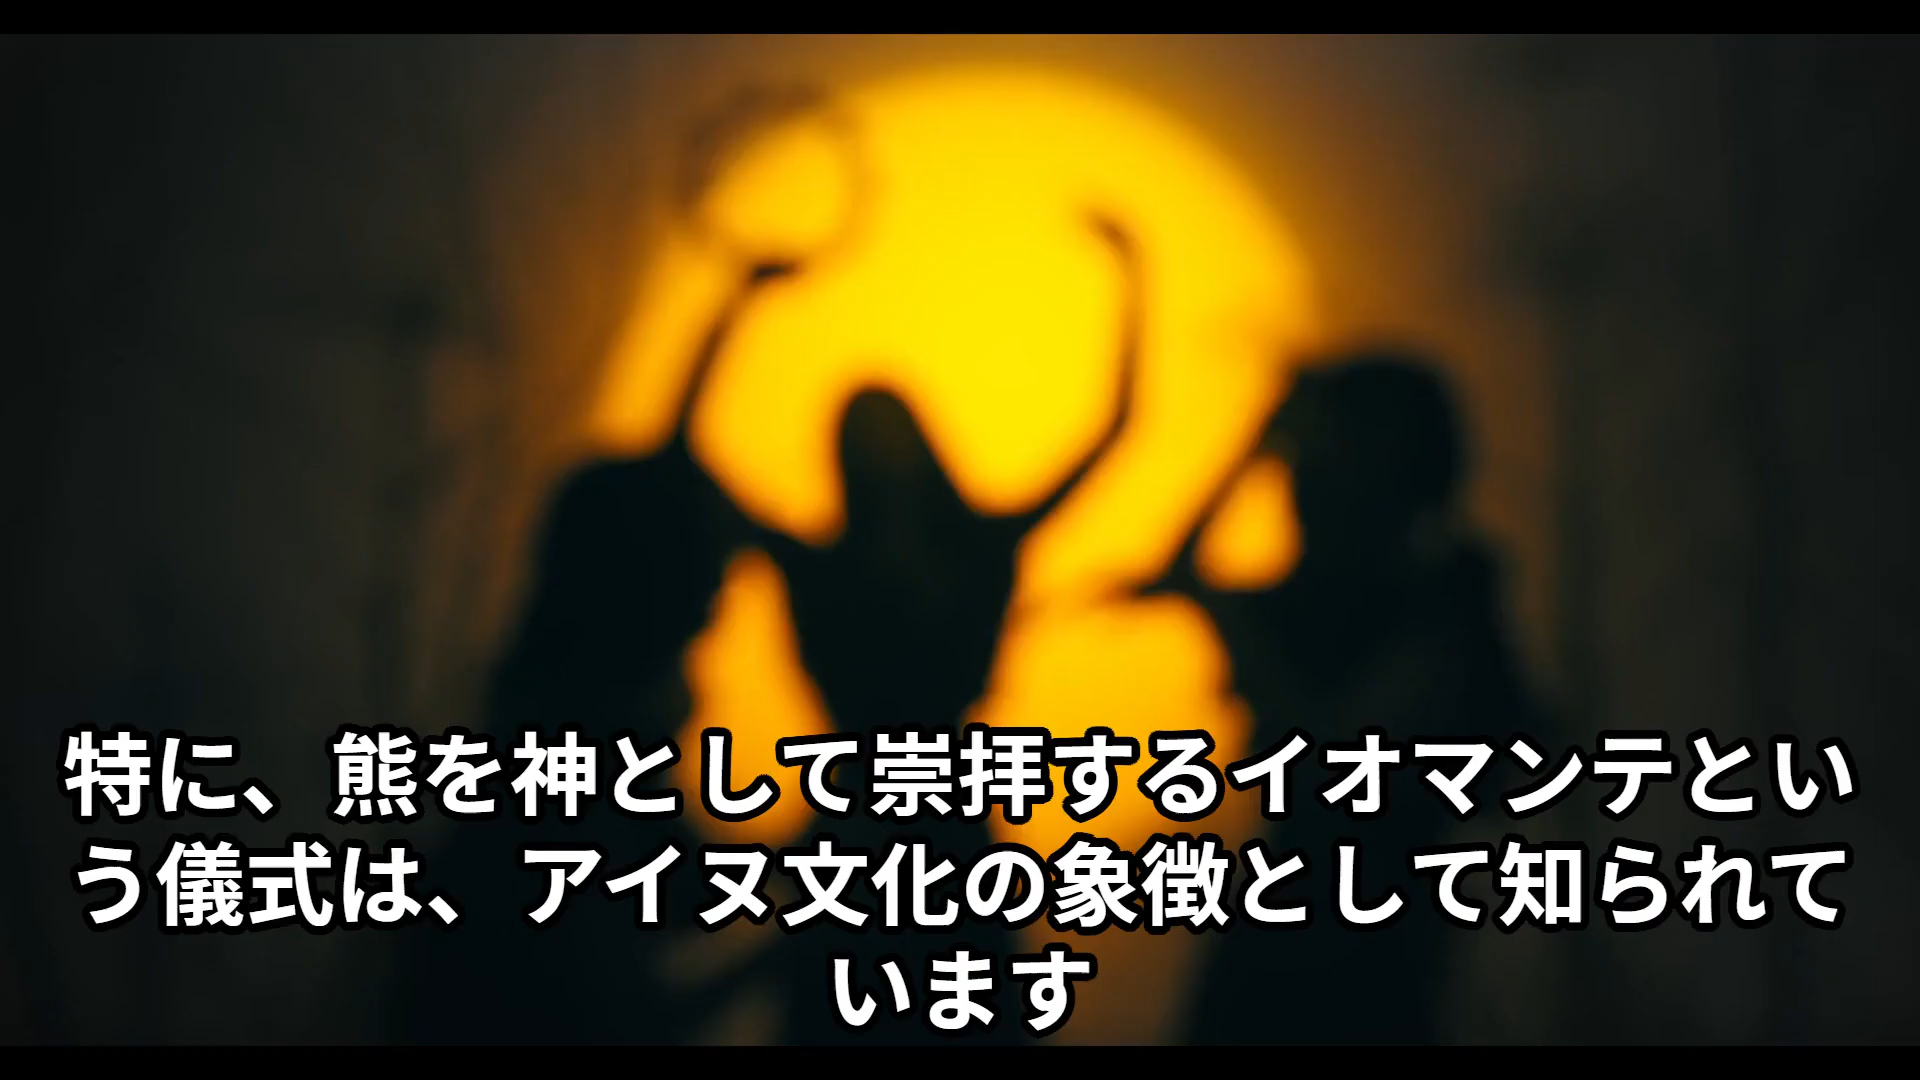 特に、熊を神として崇拝するイオマンテとい
う儀式は、アイヌ文化の象徴として知られて
います